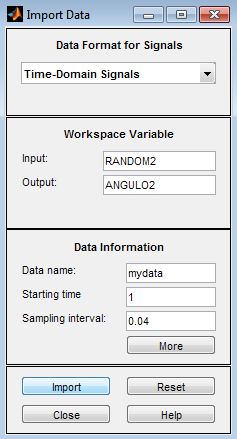 Import Data
Data Format for Signals
Time-Domain Signals
Workspace Variable
Input: RANDOM2
Output: ANGULO2
Data Information
Data name: mydata
Starting time 1
Sampling interval: 0.04
More
Import Reset
Close Help